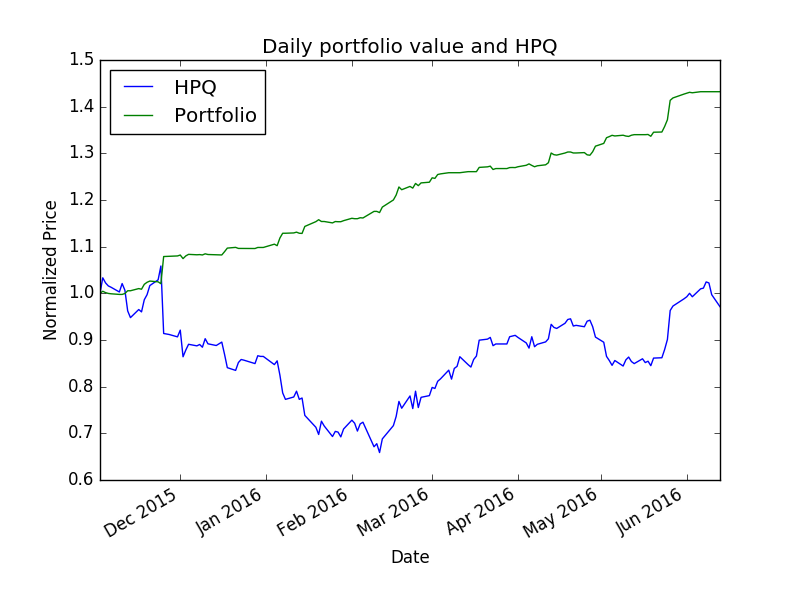 Daily portfolio value and HPQ
HPQ
Portfolio
1.5
1.4
1.3
1.2
1.1
1.0
0.9
0.8
0.7
0.6
Normalized Price
Dec 2015
Jan 2016
Feb 2016
Mar 2016
Apr 2016
May 2016
Jun 2016
Date